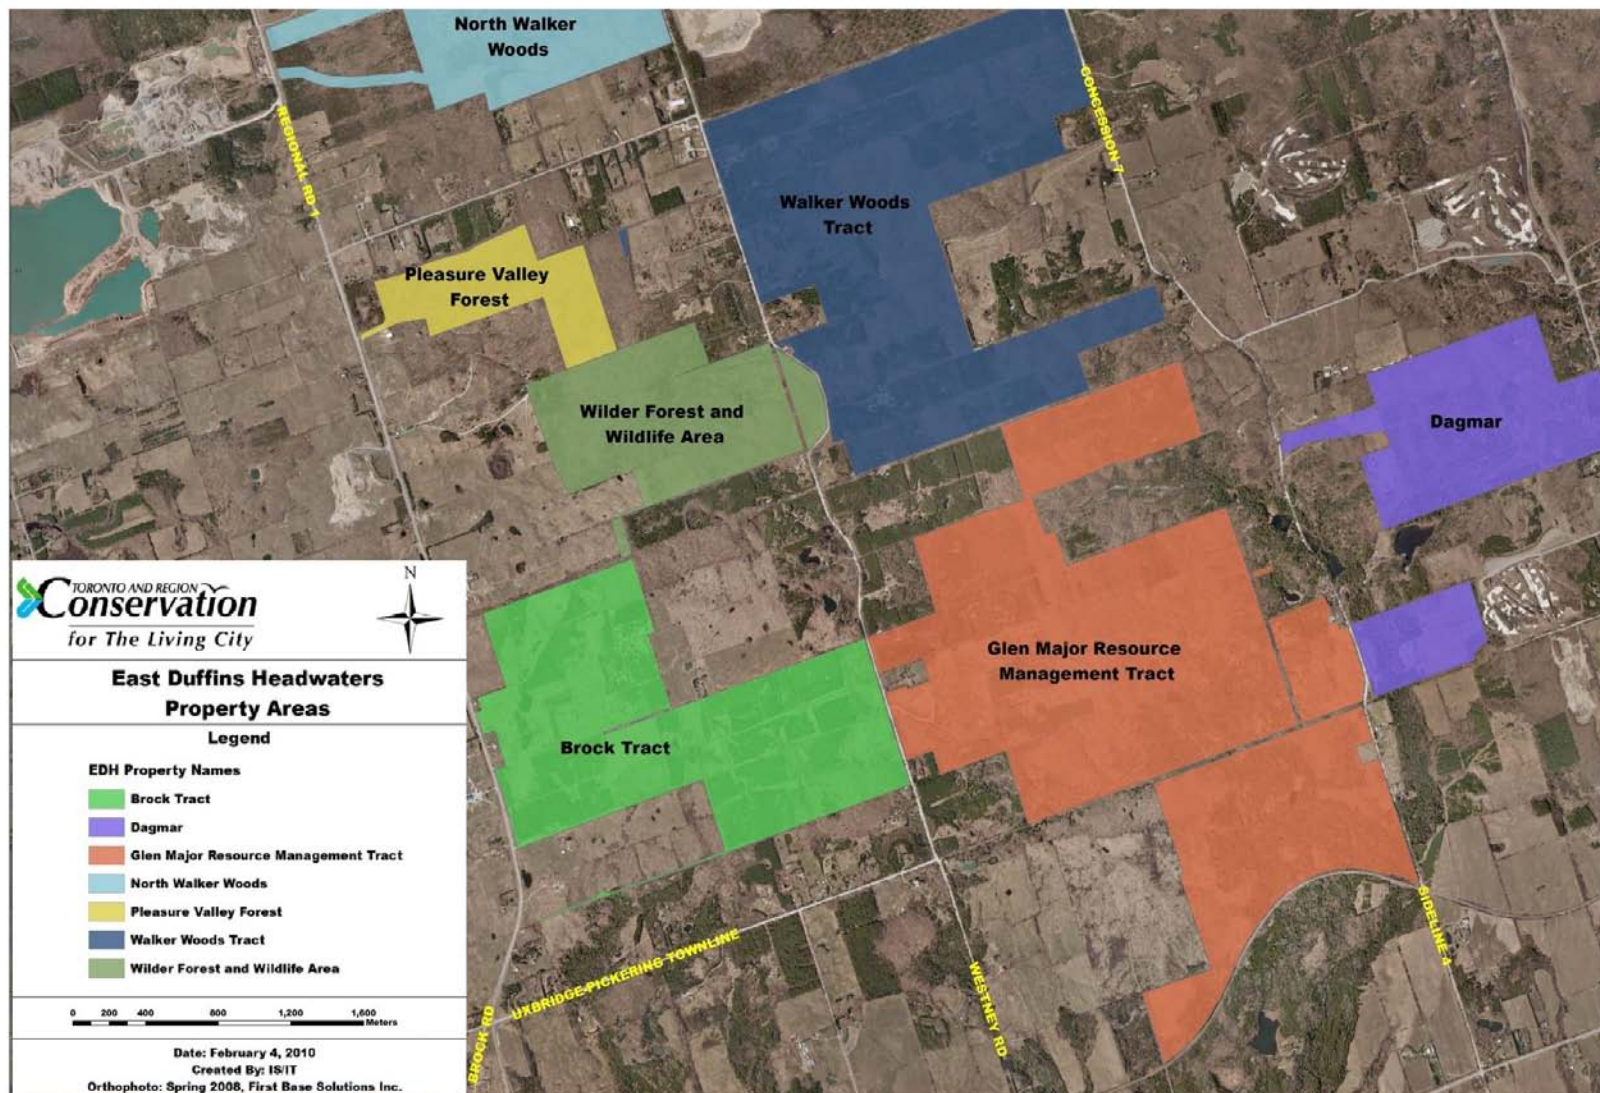 North Walker
Woods
REGIONAL RD 1
CONCESSION 7
Walker Woods
Tract
Pleasure Valley
Forest
Wilder Forest and
Wildlife Area
Dagmar
Glen Major Resource
Management Tract
Brock Tract
UXBRIDGE-PICKERING TOWNLINE
BROCK RD
WESTNEY RD
SIDELINE 4
TORONTO AND REGION
Conservation
for The Living City
N
East Duffins Headwaters
Property Areas
Legend
EDH Property Names
Brock Tract
Dagmar
Glen Major Resource Management Tract
North Walker Woods
Pleasure Valley Forest
Walker Woods Tract
Wilder Forest and Wildlife Area
0 200 400 800 1,200 1,600
Meters
Date: February 4, 2010
Created By: IS/IT
Orthophoto: Spring 2008, First Base Solutions Inc.